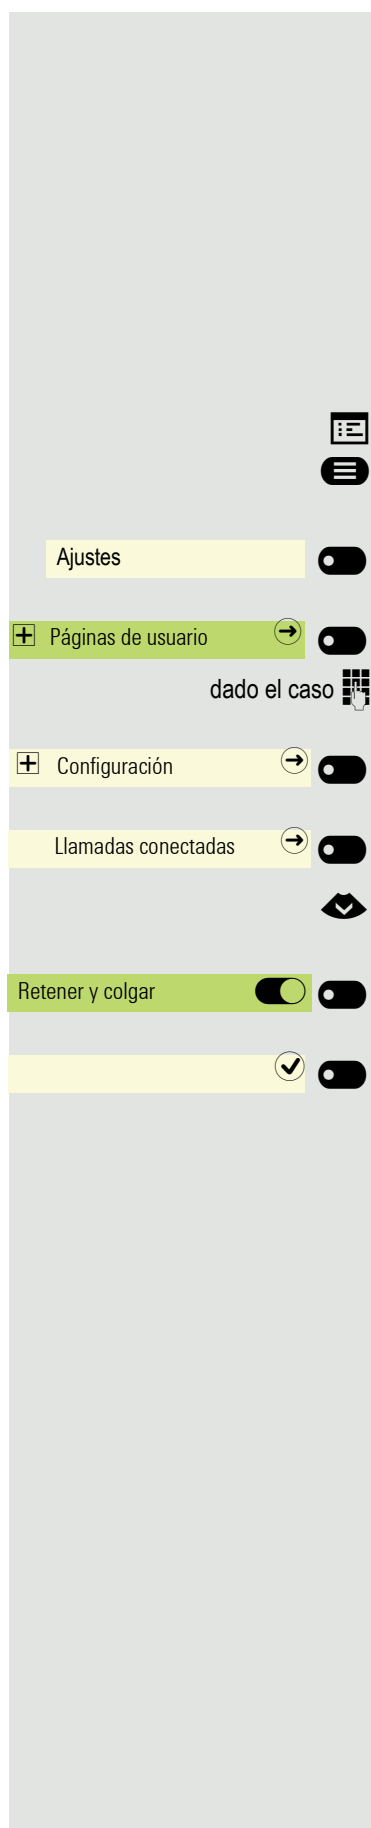 Ajustes
Páginas de usuario
dado el caso
Configuración
Llamadas conectadas
Retener y colgar